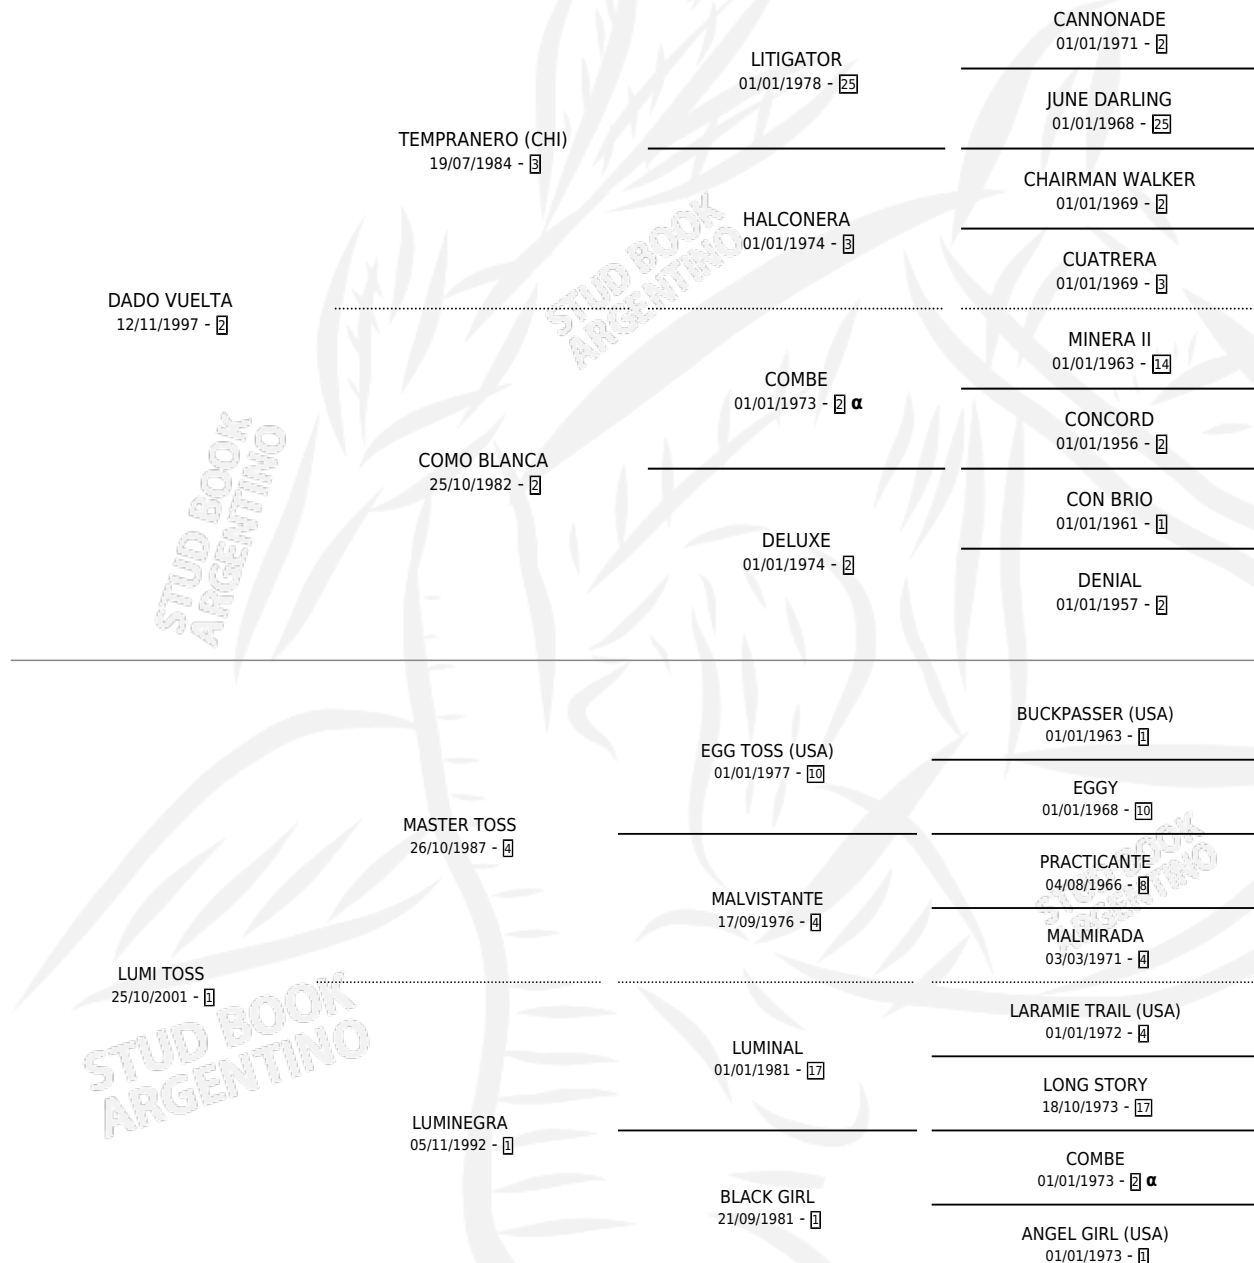 CANNONADE
01/01/1971 - 2
LITIGATOR
01/01/1978 - 25
JUNE DARLING
01/01/1968 - 25
TEMPRANERO (CHI)
19/07/1984 - 3
CHAIRMAN WALKER
01/01/1969 - 2
HALCONERA
01/01/1974 - 3
CUATRERA
01/01/1969 - 3
DADO VUELTA
12/11/1997 - 2
MINERA II
01/01/1963 - 14
COMBE
01/01/1973 - 2 α
CONCORD
01/01/1956 - 2
COMO BLANCA
25/10/1982 - 2
CON BRIO
01/01/1961 - 1
DELUXE
01/01/1974 - 2
DENIAL
01/01/1957 - 2
BUCKPASSER (USA)
01/01/1963 - 1
EGG TOSS (USA)
01/01/1977 - 10
EGGY
01/01/1968 - 10
MASTER TOSS
26/10/1987 - 4
PRACTICANTE
04/08/1966 - 8
MALVISTANTE
17/09/1976 - 4
MALMIRADA
03/03/1971 - 4
LUMI TOSS
25/10/2001 - 1
LARAMIE TRAIL (USA)
01/01/1972 - 4
LUMINAL
01/01/1981 - 17
LONG STORY
18/10/1973 - 17
LUMINEGRA
05/11/1992 - 1
COMBE
01/01/1973 - 2 α
BLACK GIRL
21/09/1981 - 1
ANGEL GIRL (USA)
01/01/1973 - 1
STUD BOOK
ARGENTINO
STUD BOOK
ARGENTINO
STUD BOOK
ARGENTINO
STUD BOOK
ARGENTINO